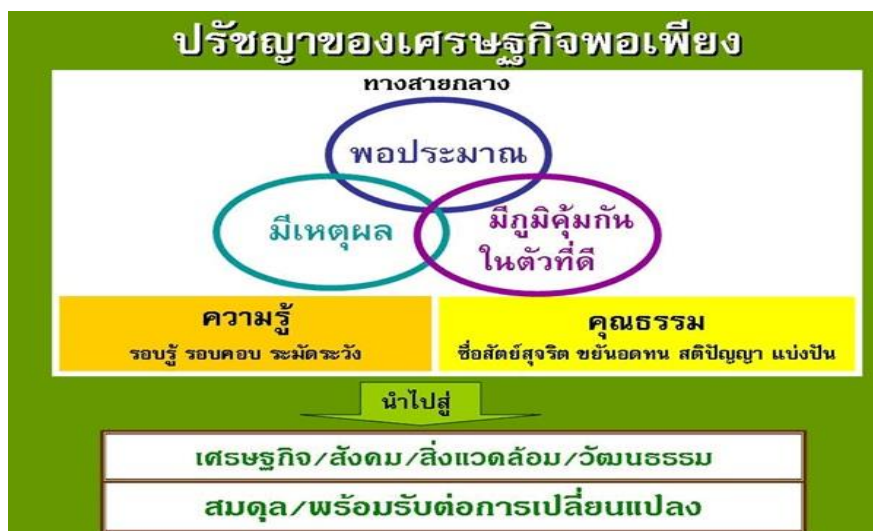 ปรัชญาของเศรษฐกิจพอเพียง
ทางสายกลาง
พอประมาณ
มีเหตุผล
มีภูมิคุ้มกัน
ในตัวที่ดี
ความรู้
รอบรู้ รอบคอบ ระมัดระวัง
คุณธรรม
ซื่อสัตย์สุจริต ขยันอดทน สติปัญญา แบ่งปัน
นำไปสู่
เศรษฐกิจ/สังคม/สิ่งแวดล้อม/วัฒนธรรม
สมดุล/พร้อมรับต่อการเปลี่ยนแปลง